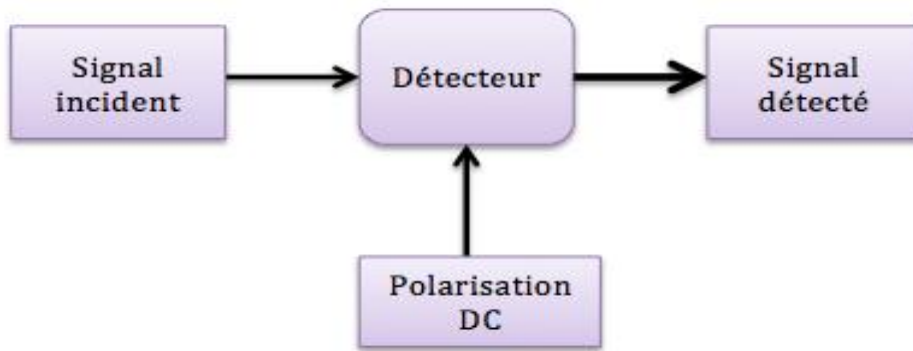 Signal
incident
Détecteur
Signal
détecté
Polarisation
DC